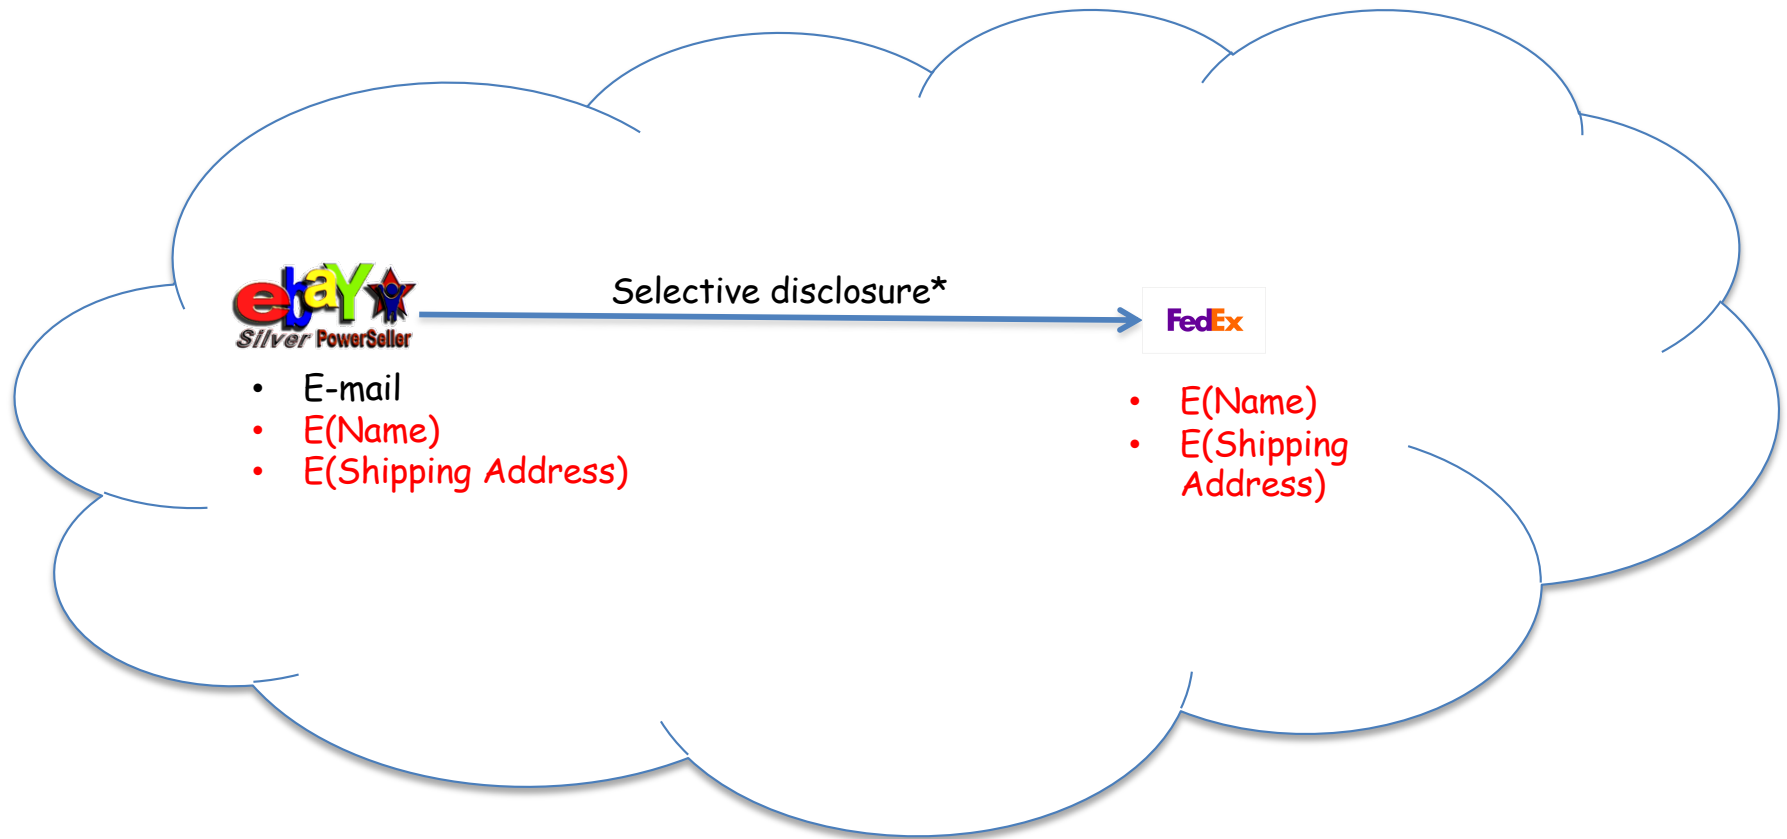 Selective disclosure*
ebaY
Silver PowerSeller
FedEx
• E-mail
• E(Name)
• E(Shipping Address)
• E(Name)
• E(Shipping
Address)